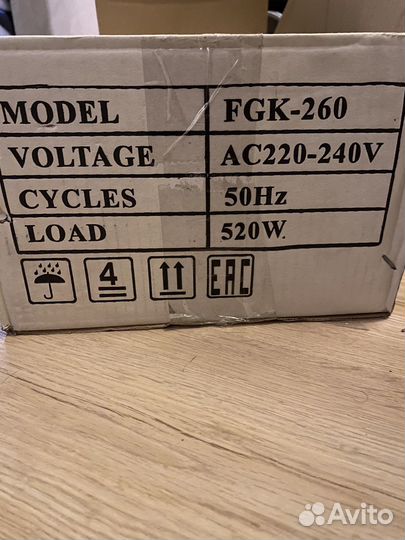 MODEL FGK-260
VOLTAGE AC220-240V
CYCLES 50Hz
LOAD 520W.
4 EAC
Avito